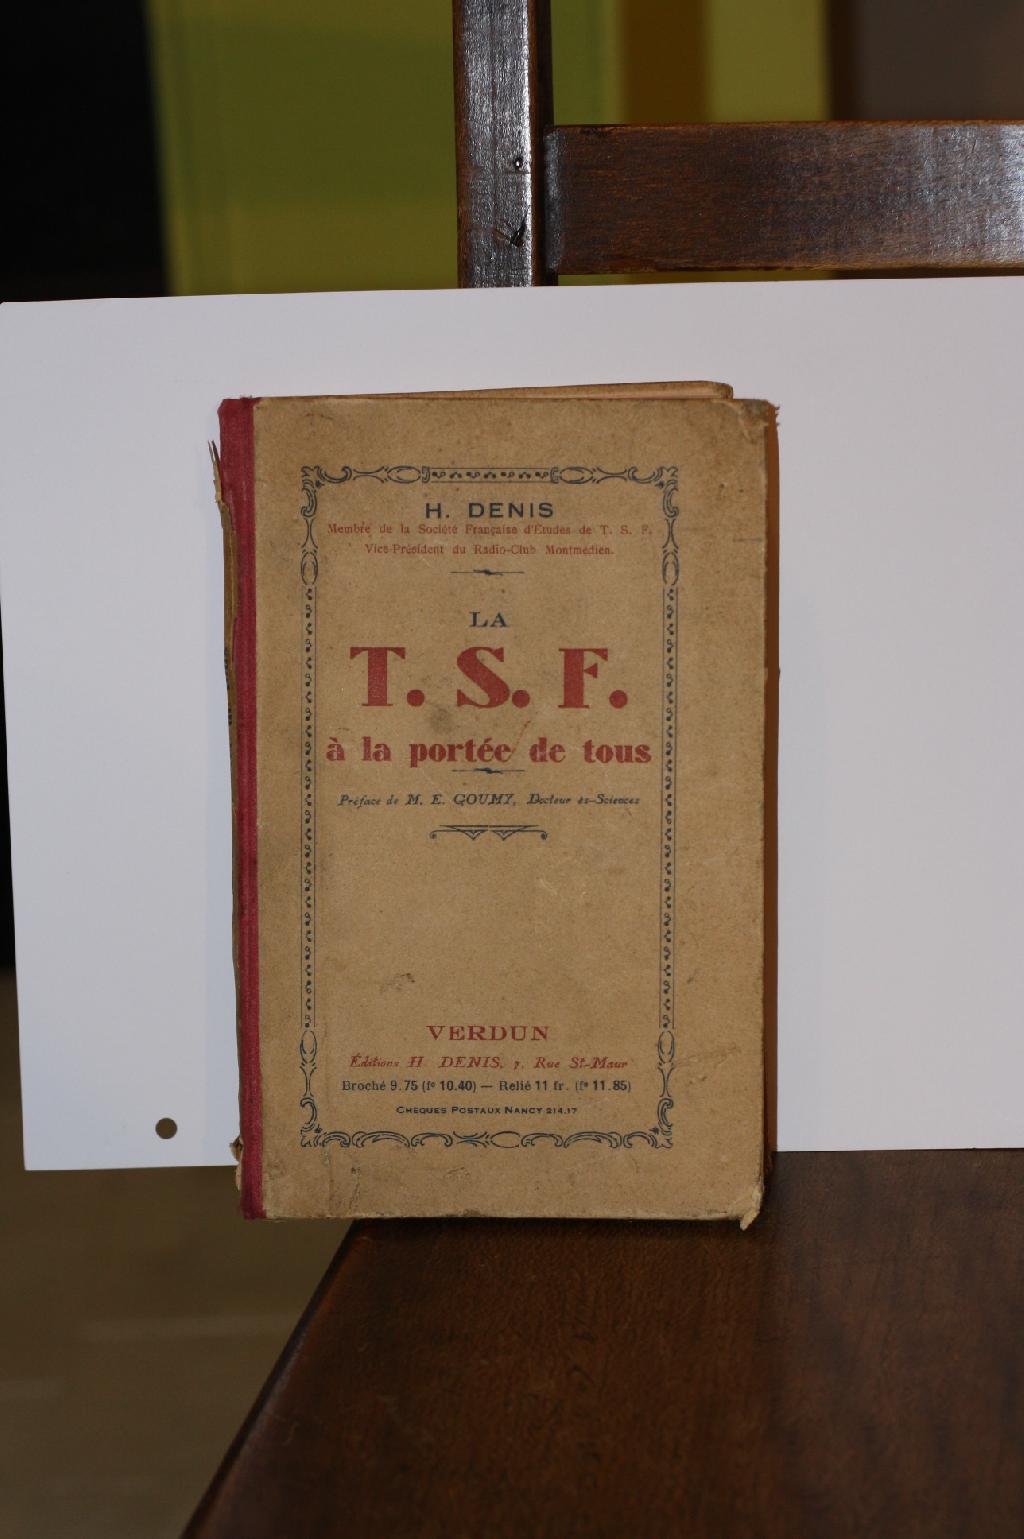 H. DENIS
Membre de la Société Française d'Études de T. S. F.
Vice-Président du Radio-Club Montmédien.
LA
T. S. F.
à la portée de tous
Préface de M. E. GOUMY, Docteur ès-Sciences
VERDUN
Éditions H. DENIS, 7, Rue St-Maur
Broché 9.75 (fº 10.40) — Relié 11 fr. (fº 11.85)
CHEQUES POSTAUX NANCY 214.17